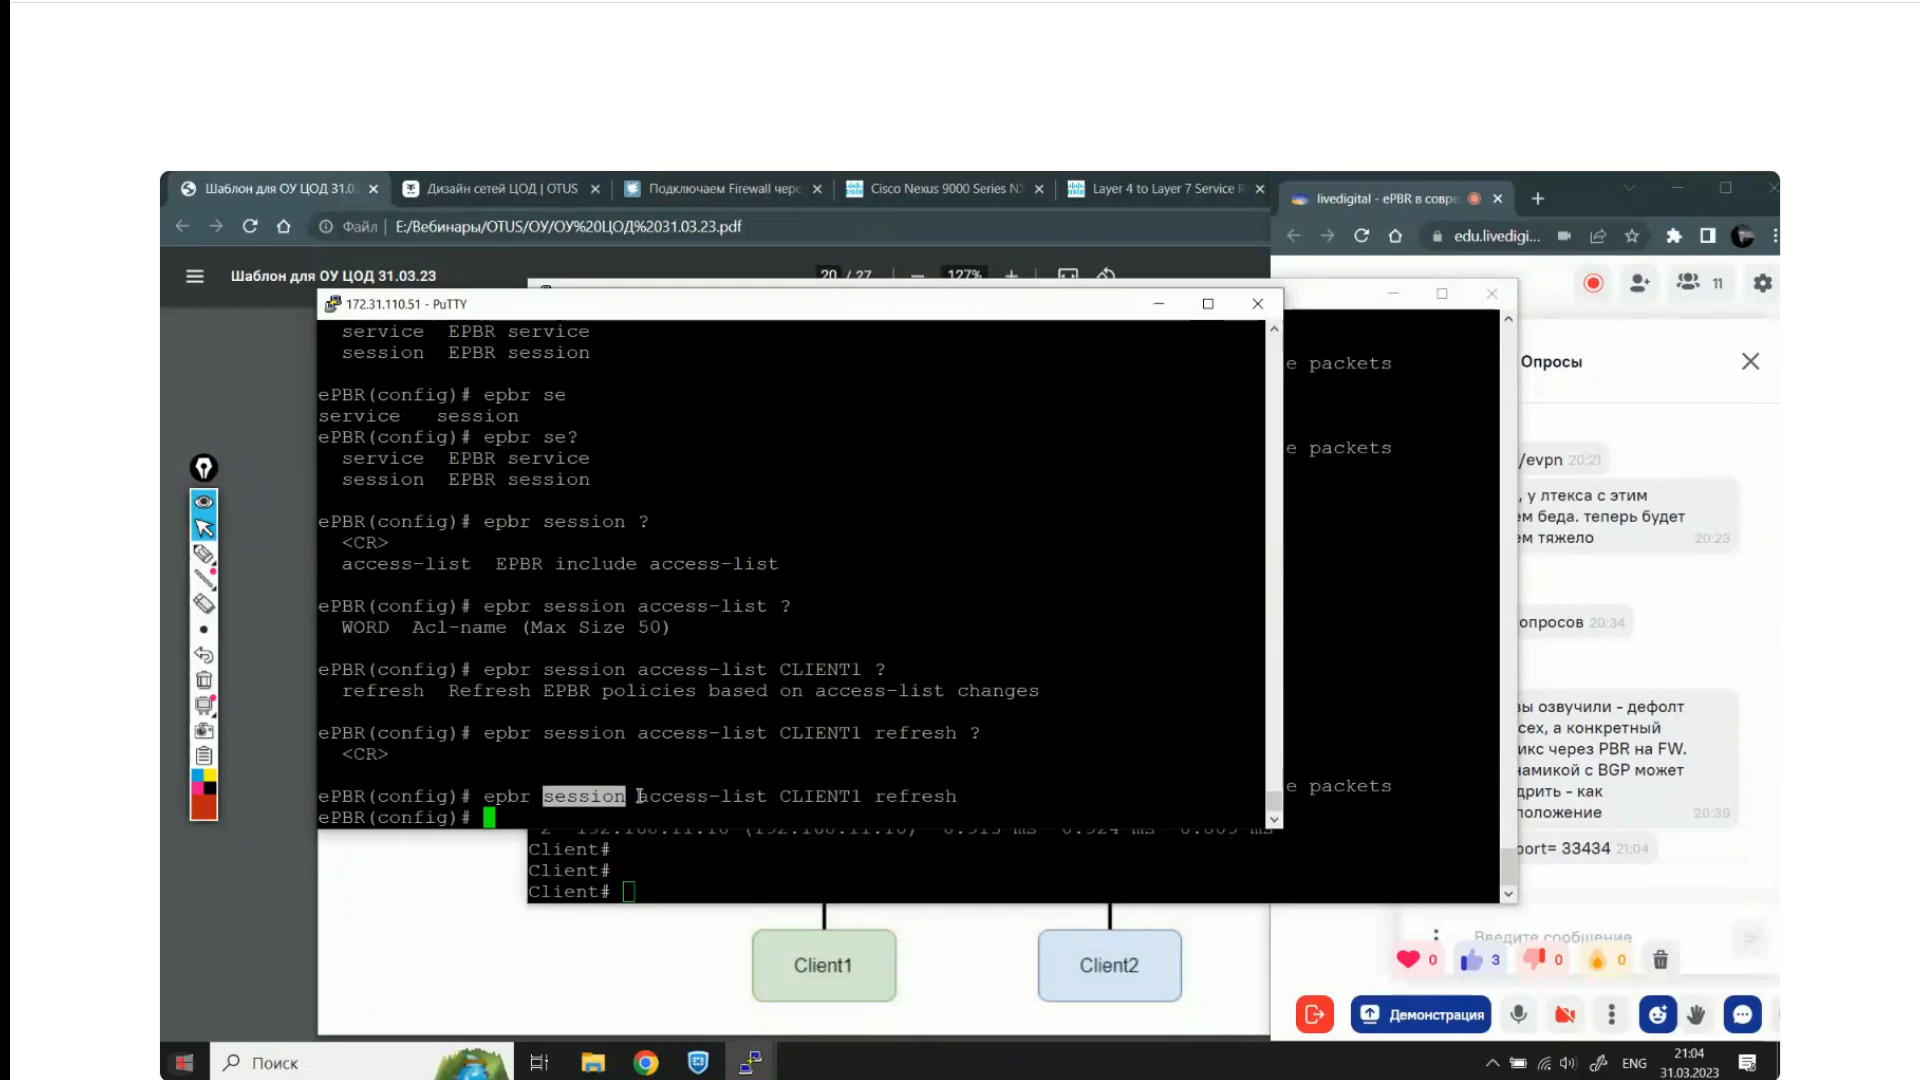 Шаблон для ОУ ЦОД 31.0
Дизайн сетей ЦОД | OTUS
Подключаем Firewall чере
Cisco Nexus 9000 Series N
Layer 4 to Layer 7 Service
livedigital - ePBR в совр
Файл | E:/Вебинары/OTUS/ОУ/ОУ%20ЦОД%2031.03.23.pdf
edu.livedigi...
Шаблон для ОУ ЦОД 31.03.23
20 / 27
127%
11
172.31.110.51 - PuTTY
service EPBR service
session EPBR session
ePBR(config)# epbr se
service session
ePBR(config)# epbr se?
service EPBR service
session EPBR session
ePBR(config)# epbr session ?
<CR>
access-list EPBR include access-list
ePBR(config)# epbr session access-list ?
WORD Acl-name (Max Size 50)
ePBR(config)# epbr session access-list CLIENT1 ?
refresh Refresh EPBR policies based on access-list changes
ePBR(config)# epbr session access-list CLIENT1 refresh ?
<CR>
ePBR(config)# epbr session access-list CLIENT1 refresh
ePBR(config)#
e packets
e packets
e packets
Client#
Client#
Client#
Client1
Client2
Опросы
/evpn 20:21
, у лтекса с этим
ем беда. теперь будет
ем тяжело 20:23
опросов 20:34
вы озвучили - дефолт
сех, а конкретный
икс через PBR на FW.
намикой с BGP может
дрить - как
положение 20:39
port= 33434 21:04
Введите сообщение
0
3
0
0
Демонстрация
Поиск
ENG
21:04
31.03.2023